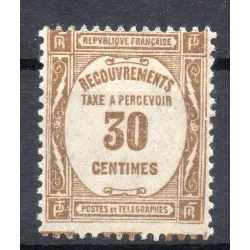 REPUBLIQUE FRANÇAISE
RECOUVREMENTS
TAXE A PERCEVOIR
30
CENTIMES
POSTES ET TELEGRAPHES